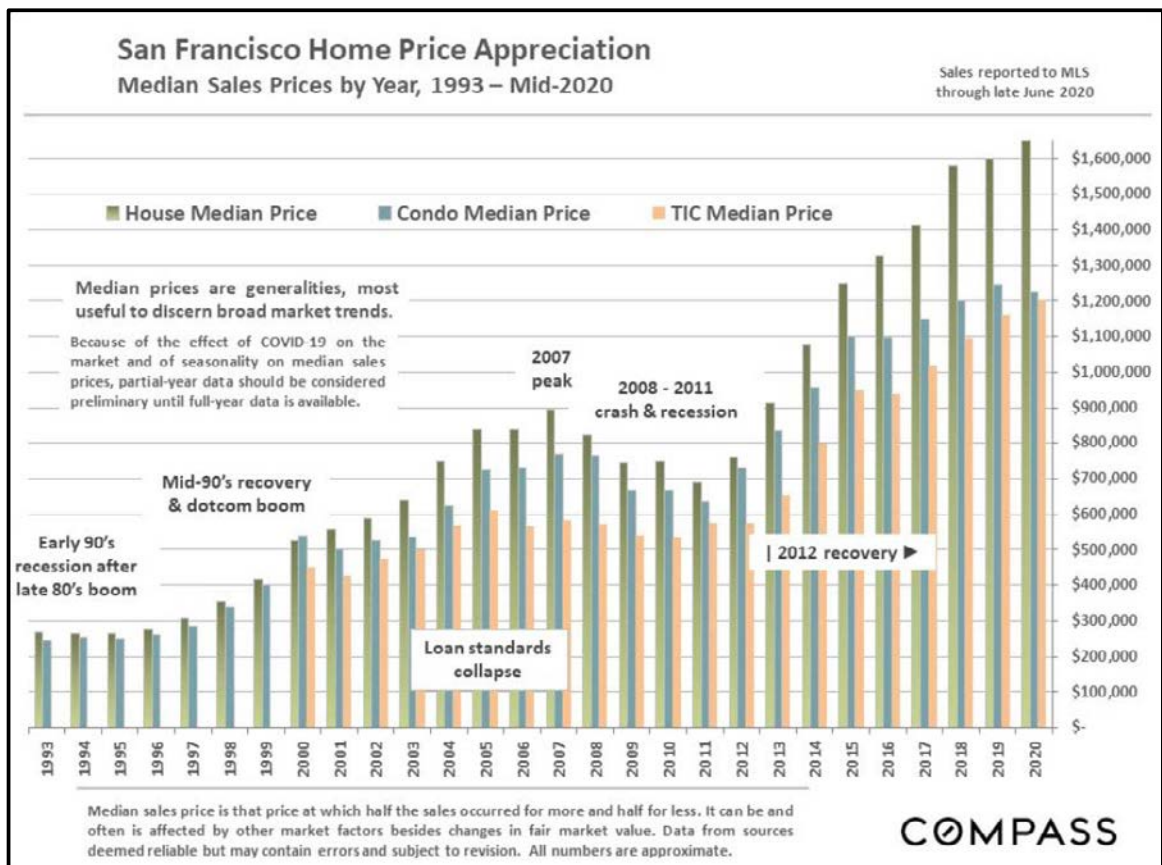 San Francisco Home Price Appreciation
Median Sales Prices by Year, 1993 – Mid-2020
Sales reported to MLS
through late June 2020
House Median Price
Condo Median Price
TIC Median Price
Median prices are generalities, most
useful to discern broad market trends.
Because of the effect of COVID-19 on the
market and of seasonality on median sales
prices, partial-year data should be considered
preliminary until full-year data is available.
2007
peak
2008 - 2011
crash & recession
Mid-90's recovery
& dotcom boom
Early 90's
recession after
late 80's boom
| 2012 recovery ►
Loan standards
collapse
$1,600,000
$1,500,000
$1,400,000
$1,300,000
$1,200,000
$1,100,000
$1,000,000
$900,000
$800,000
$700,000
$600,000
$500,000
$400,000
$300,000
$200,000
$100,000
$-
1993
1994
1995
1996
1997
1998
1999
2000
2001
2002
2003
2004
2005
2006
2007
2008
2009
2010
2011
2012
2013
2014
2015
2016
2017
2018
2019
2020
Median sales price is that price at which half the sales occurred for more and half for less. It can be and
often is affected by other market factors besides changes in fair market value. Data from sources
deemed reliable but may contain errors and subject to revision. All numbers are approximate.
COMPASS